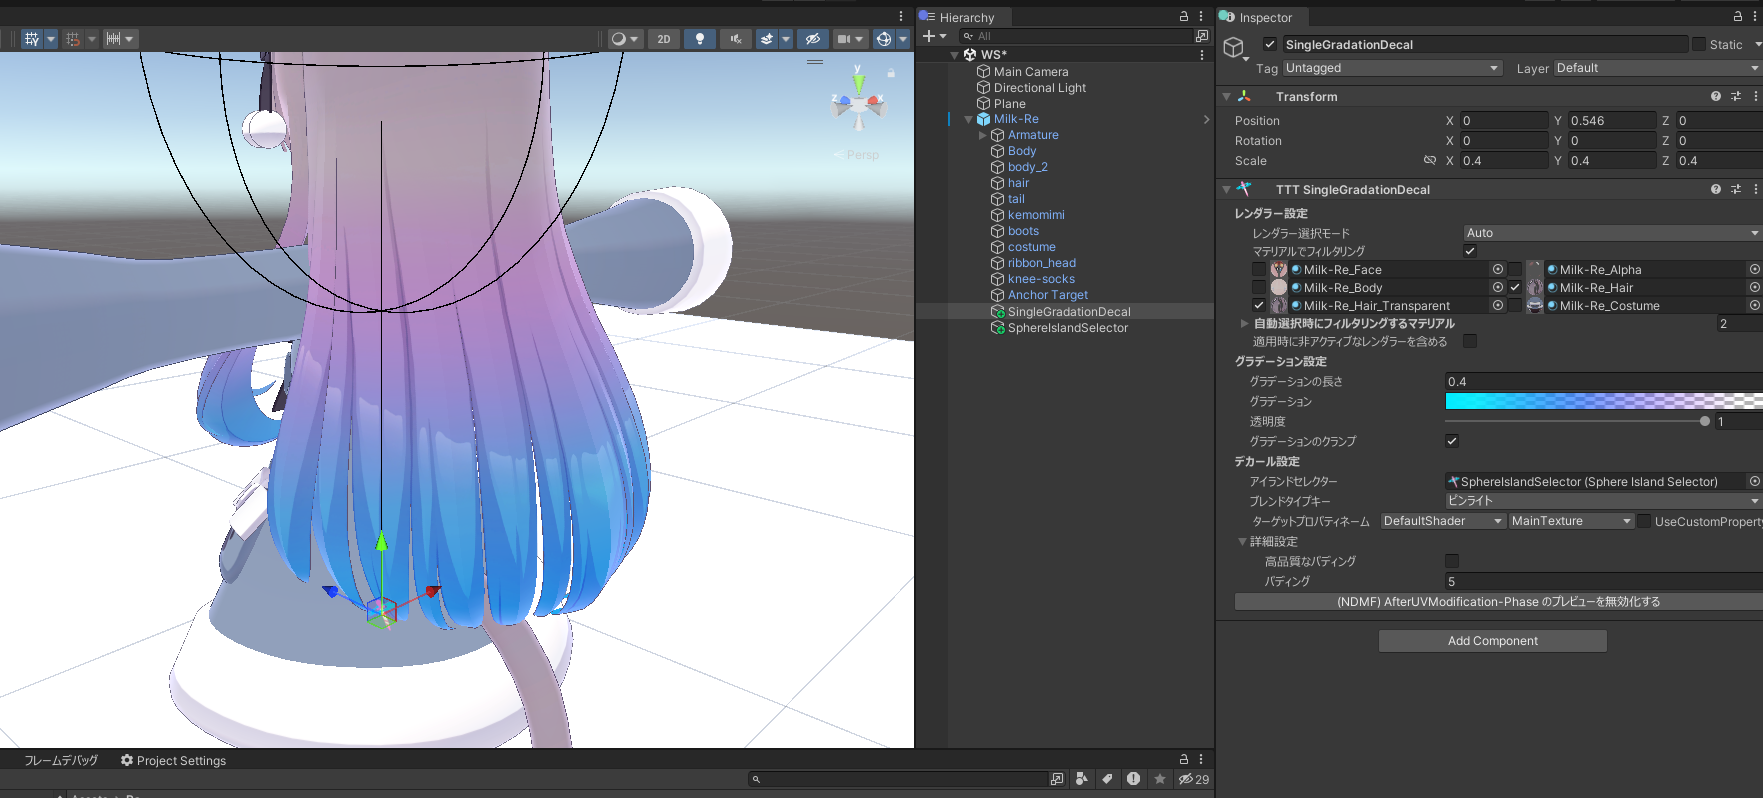 2D
y
z
x
Persp
Hierarchy
All
WS*
Main Camera
Directional Light
Plane
Milk-Re
Armature
Body
body_2
hair
tail
kemomimi
boots
costume
ribbon_head
knee-socks
Anchor Target
SingleGradationDecal
SphereIslandSelector
Inspector
SingleGradationDecal Static
Tag Untagged Layer Default
Transform
Position X 0 Y 0.546 Z 0
Rotation X 0 Y 0 Z 0
Scale X 0.4 Y 0.4 Z 0.4
TTT SingleGradationDecal
レンダラー設定
レンダラー選択モード Auto
マテリアルでフィルタリング
Milk-Re_Face Milk-Re_Alpha
Milk-Re_Body Milk-Re_Hair
Milk-Re_Hair_Transparent Milk-Re_Costume
自動選択時にフィルタリングするマテリアル 2
適用時に非アクティブなレンダラーを含める
グラデーション設定
グラデーションの長さ 0.4
グラデーション
透明度 1
グラデーションのクランプ
デカール設定
アイランドセレクター SphereIslandSelector (Sphere Island Selector)
ブレンドタイプキー ピンライト
ターゲットプロパティネーム DefaultShader MainTexture UseCustomProperty
詳細設定
高品質なパディング
パディング 5
(NDMF) AfterUVModification-Phase のプレビューを無効化する
Add Component
フレームデバッグ Project Settings
29